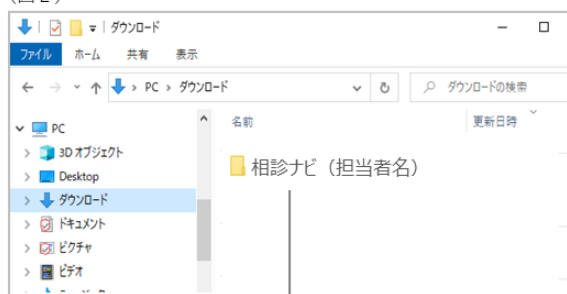 ダウンロード
ファイル ホーム 共有 表示
PC › ダウンロード
ダウンロードの検索
名前 更新日時
PC
3D オブジェクト
Desktop
ダウンロード
ドキュメント
ピクチャ
ビデオ
相診ナビ（担当者名）